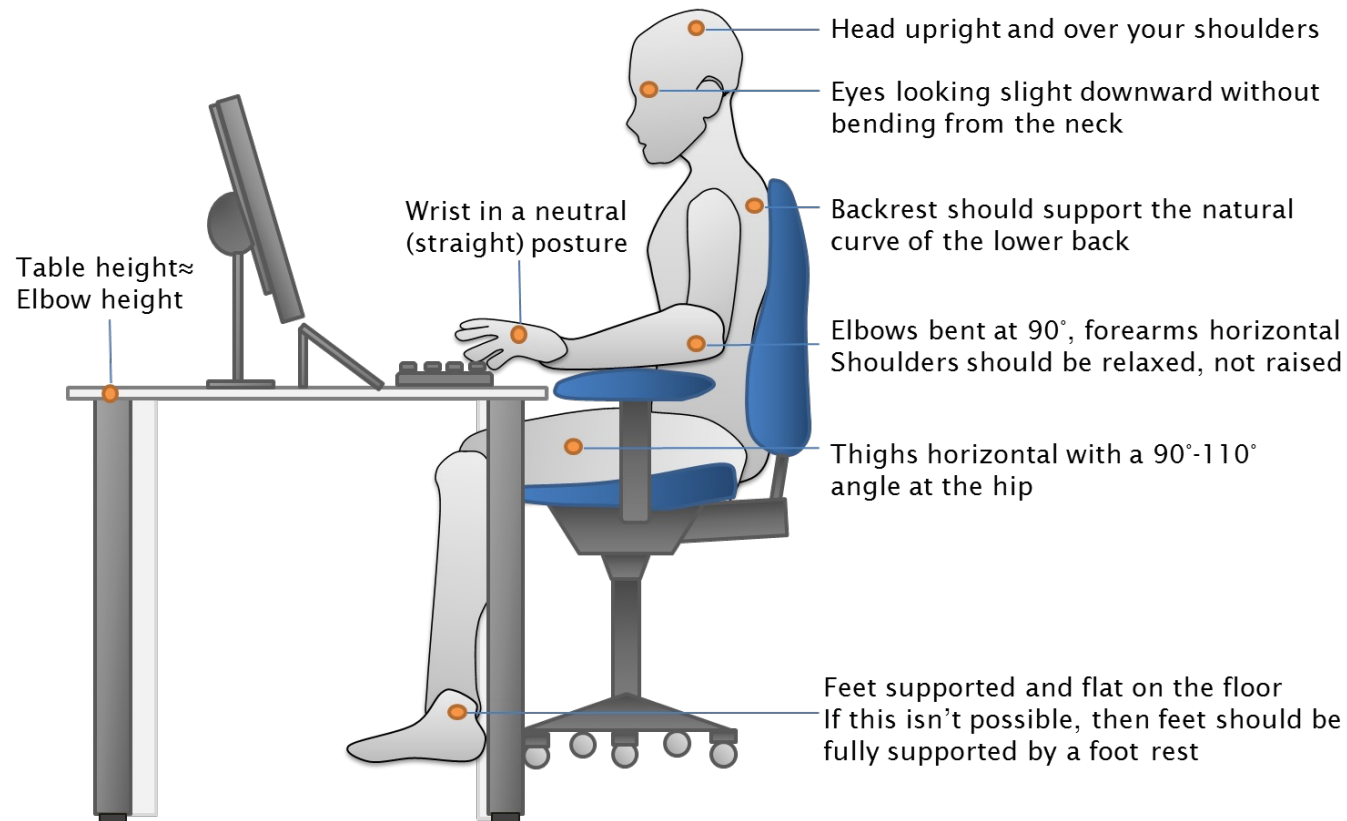 Head upright and over your shoulders
Eyes looking slight downward without
bending from the neck
Wrist in a neutral
(straight) posture
Backrest should support the natural
curve of the lower back
Table height≈
Elbow height
Elbows bent at 90°, forearms horizontal
Shoulders should be relaxed, not raised
Thighs horizontal with a 90°-110°
angle at the hip
Feet supported and flat on the floor
If this isn’t possible, then feet should be
fully supported by a foot rest